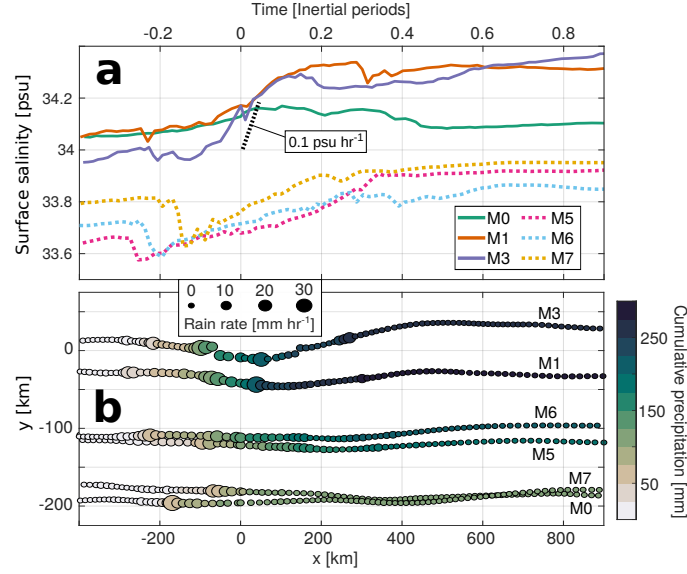 Time [Inertial periods]
-0.2 0 0.2 0.4 0.6 0.8
a
Surface salinity [psu]
34.2
34
33.8
33.6
0.1 psu hr⁻¹
M0 M5
M1 M6
M3 M7
0 10 20 30
Rain rate [mm hr⁻¹]
M3
M1
M6
M5
M7
M0
b
y [km]
0
-100
-200
-200 0 200 400 600 800
x [km]
250
150
50
Cumulative precipitation [mm]